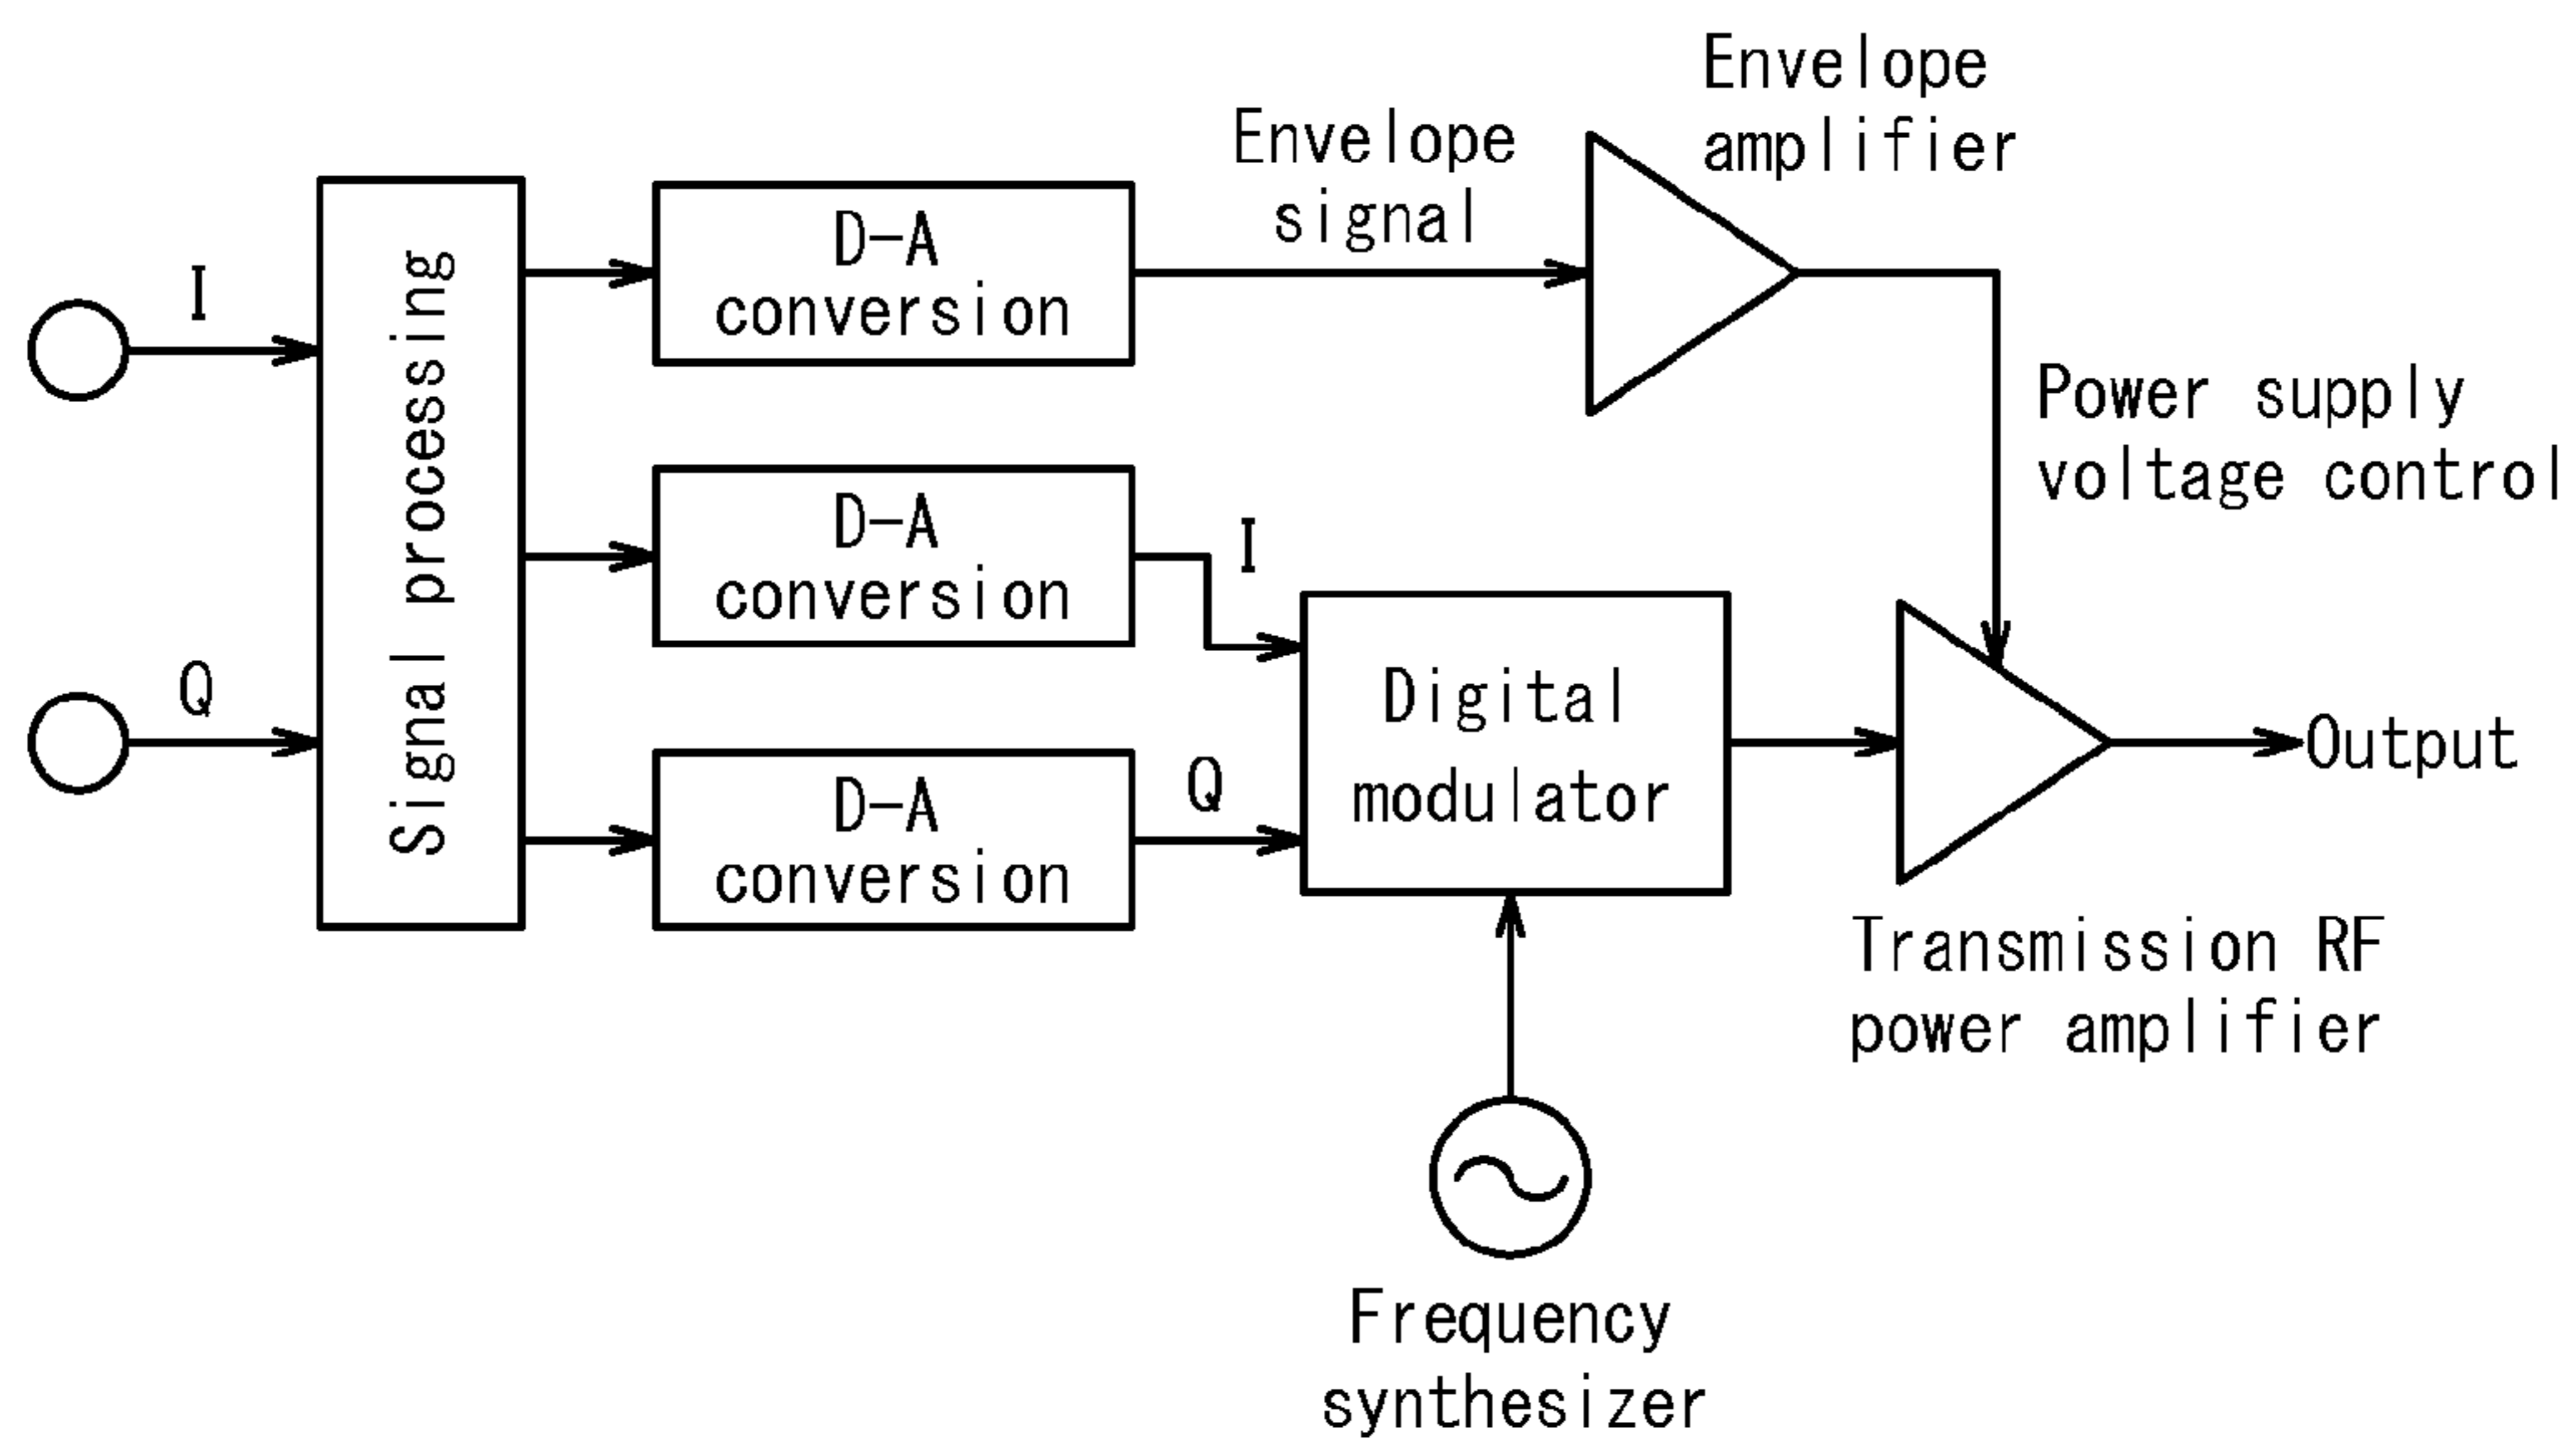 Envelope
amplifier
Envelope
signal
D-A
conversion
I
Signal processing
Power supply
voltage control
D-A
conversion
I
Q
Digital
modulator
D-A
conversion
Q
Output
Transmission RF
power amplifier
Frequency
synthesizer